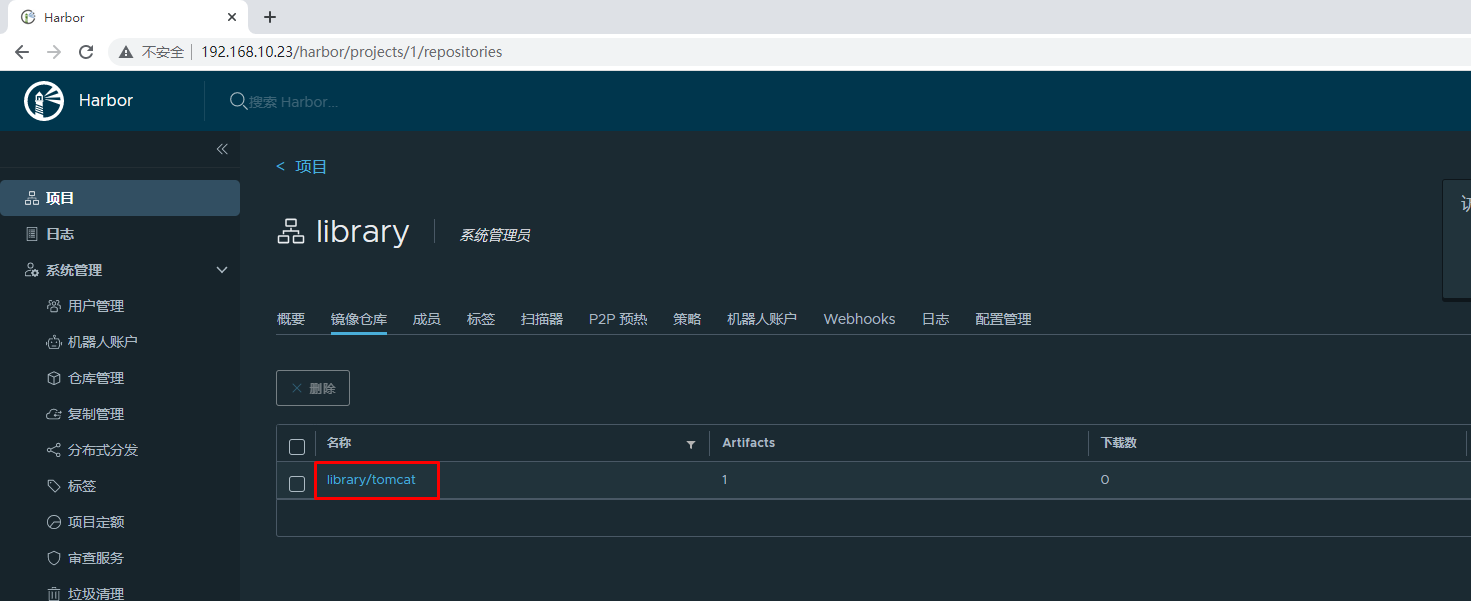 Harbor
不安全 192.168.10.23/harbor/projects/1/repositories
Harbor 搜索 Harbor...
< 项目
项目
library 系统管理员
日志
系统管理
用户管理
机器人账户
仓库管理
复制管理
分布式分发
标签
项目定额
审查服务
垃圾清理
概要 镜像仓库 成员 标签 扫描器 P2P 预热 策略 机器人账户 Webhooks 日志 配置管理
删除
名称 Artifacts 下载数
library/tomcat 1 0